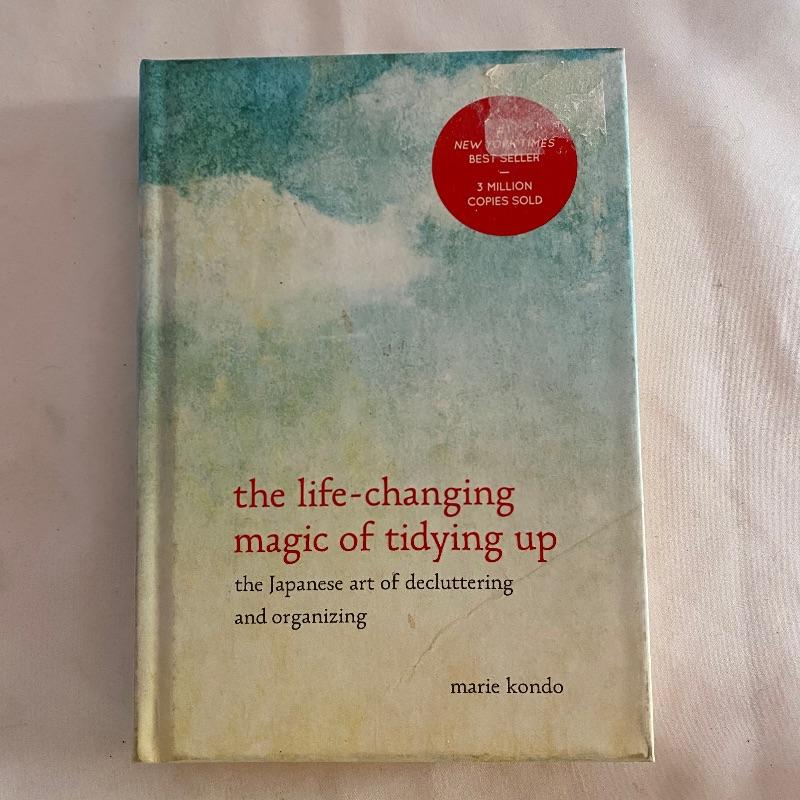 #1
NEW YORK TIMES
BEST SELLER
3 MILLION
COPIES SOLD
the life-changing
magic of tidying up
the Japanese art of decluttering
and organizing
marie kondo